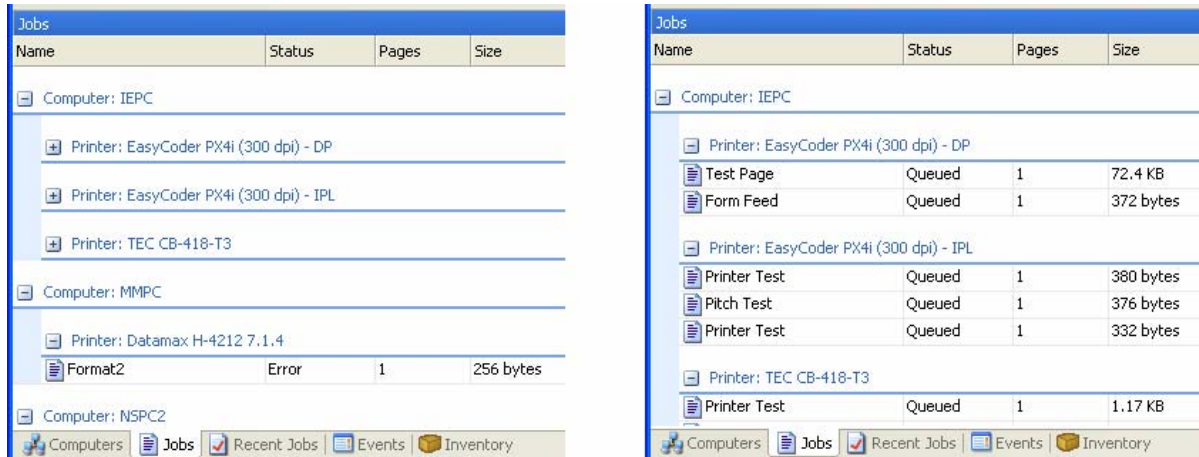 Jobs
Name Status Pages Size
Computer: IEPC
Printer: EasyCoder PX4i (300 dpi) - DP
Printer: EasyCoder PX4i (300 dpi) - IPL
Printer: TEC CB-418-T3
Computer: MMPC
Printer: Datamax H-4212 7.1.4
Format2 Error 1 256 bytes
Computer: NSPC2
Computers Jobs Recent Jobs Events Inventory
Jobs
Name Status Pages Size
Computer: IEPC
Printer: EasyCoder PX4i (300 dpi) - DP
Test Page Queued 1 72.4 KB
Form Feed Queued 1 372 bytes
Printer: EasyCoder PX4i (300 dpi) - IPL
Printer Test Queued 1 380 bytes
Pitch Test Queued 1 376 bytes
Printer Test Queued 1 332 bytes
Printer: TEC CB-418-T3
Printer Test Queued 1 1.17 KB
Computers Jobs Recent Jobs Events Inventory